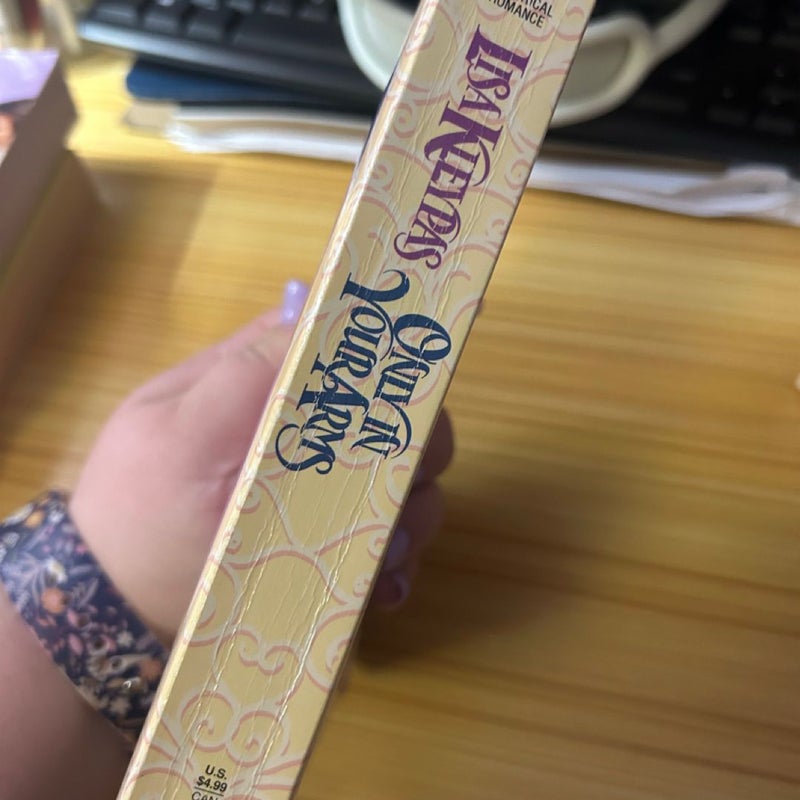 ROMANCE
LISA KLEYPAS
ONLY IN
YOUR ARMS
U.S.
$4.99